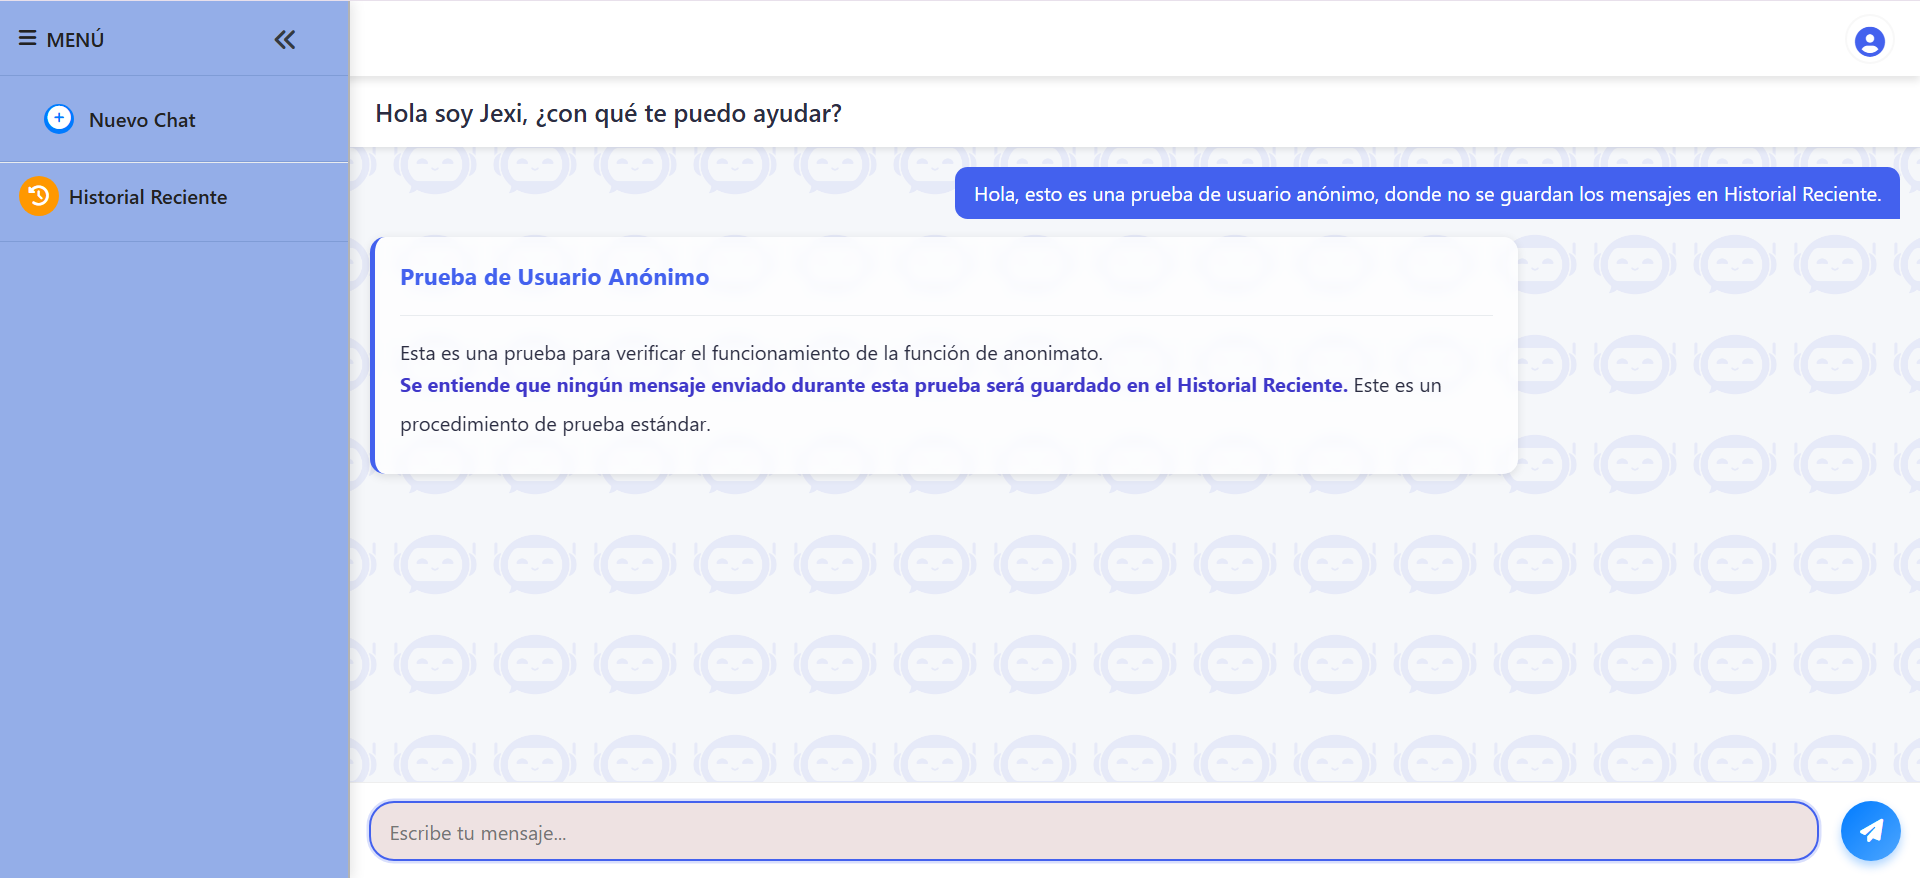 MENÚ
Nuevo Chat
Historial Reciente
Hola soy Jexi, ¿con qué te puedo ayudar?
Hola, esto es una prueba de usuario anónimo, donde no se guardan los mensajes en Historial Reciente.
Prueba de Usuario Anónimo
Esta es una prueba para verificar el funcionamiento de la función de anonimato.
Se entiende que ningún mensaje enviado durante esta prueba será guardado en el Historial Reciente. Este es un
procedimiento de prueba estándar.
Escribe tu mensaje...